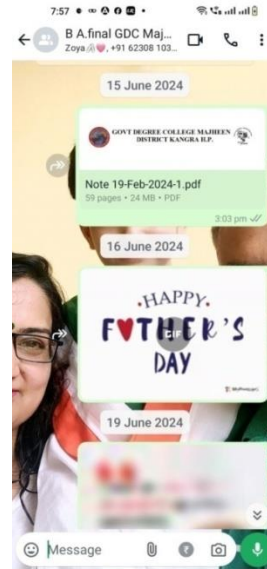 7:57
B A.final GDC Maj...
Zoya, +91 62308 103...
15 June 2024
GOVT DEGREE COLLEGE MAJHEEN
DISTRICT KANGRA H.P.
Note 19-Feb-2024-1.pdf
59 pages • 24 MB • PDF
3:03 pm
16 June 2024
HAPPY
FTHER'S
GIF
DAY
19 June 2024
Message